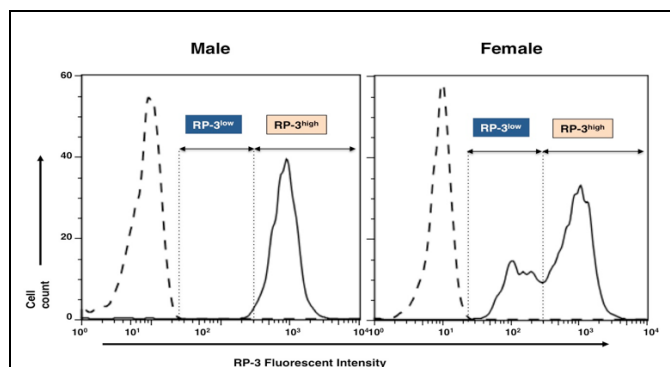 Male Female
60
RP-3low RP-3high RP-3low RP-3high
40
20
0
Cell
count
10⁰ 10¹ 10² 10³ 10⁴ 10⁰ 10¹ 10² 10³ 10⁴
RP-3 Fluorescent Intensity